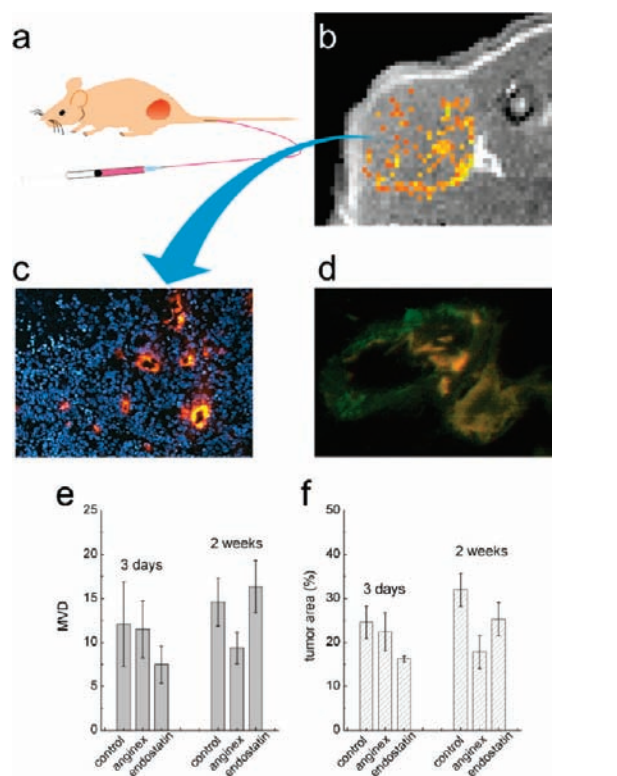 a
b
c
d
e
f
25
20
15
10
5
0
MVD
3 days
2 weeks
control
anginex
endostatin
control
anginex
endostatin
50
40
30
20
10
0
tumor area (%)
3 days
2 weeks
control
anginex
endostatin
control
anginex
endostatin